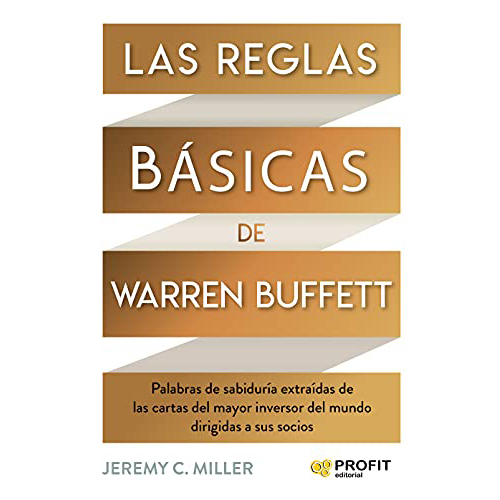 LAS REGLAS
BÁSICAS
DE
WARREN BUFFETT
Palabras de sabiduría extraídas de
las cartas del mayor inversor del mundo
dirigidas a sus socios
JEREMY C. MILLER
PROFIT
editorial